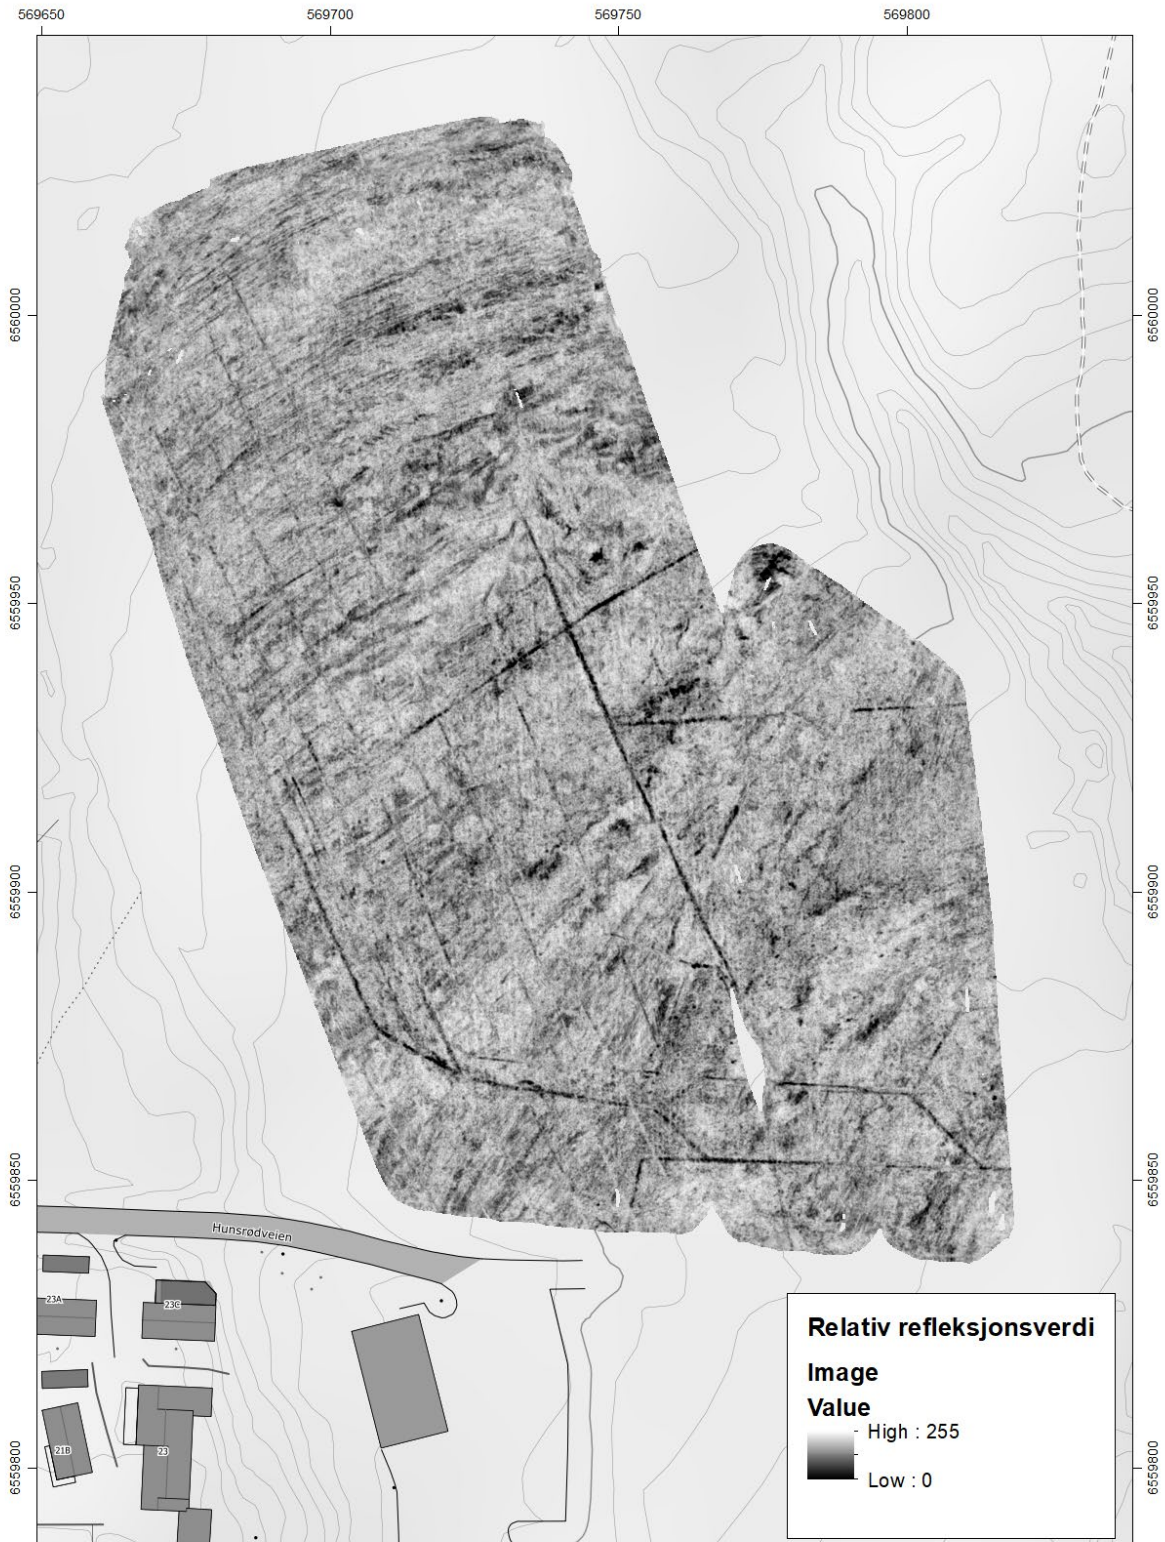 569650 569700 569750 569800
6560000 6560000
6559950 6559950
6559900 6559900
6559850 6559850
Hunsrødveien
23A 23C
21B 23
6559800 6559800
Relativ refleksjonsverdi
Image
Value
High : 255
Low : 0